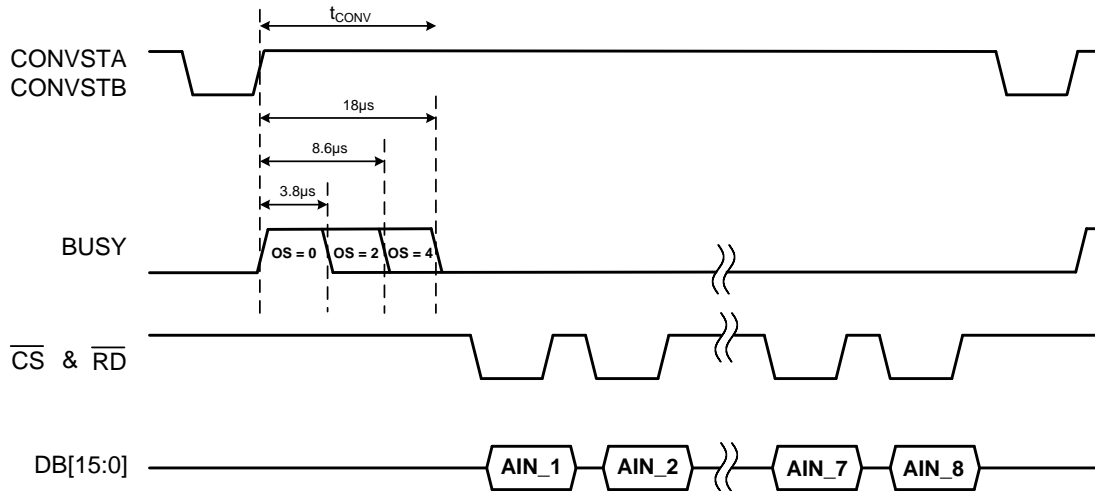 tCONV
CONVSTA
CONVSTB
18µs
8.6µs
3.8µs
BUSY
OS = 0 OS = 2 OS = 4
CS & RD
DB[15:0]
AIN_1 AIN_2 AIN_7 AIN_8